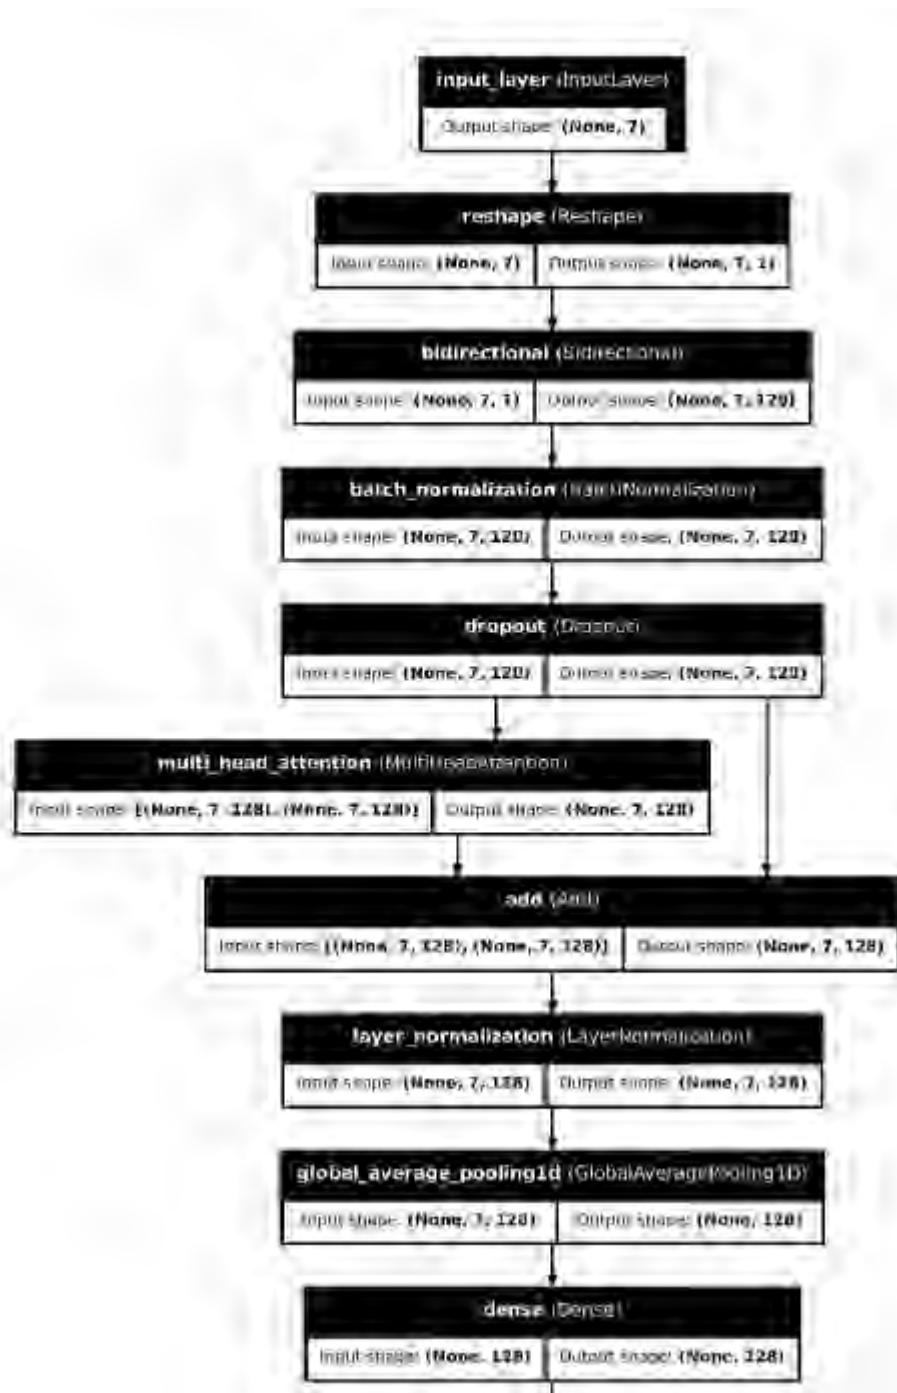 input_layer (InputLayer)
Output shape: (None, 7)
reshape (Reshape)
Input shape: (None, 7) Output shape: (None, 7, 1)
bidirectional (Bidirectional)
Input shape: (None, 7, 1) Output shape: (None, 7, 128)
batch_normalization (BatchNormalization)
Input shape: (None, 7, 128) Output shape: (None, 7, 128)
dropout (Dropout)
Input shape: (None, 7, 128) Output shape: (None, 7, 128)
multi_head_attention (MultiHeadAttention)
Input shape: [(None, 7, 128), (None, 7, 128)] Output shape: (None, 7, 128)
add (Add)
Input shape: [(None, 7, 128), (None, 7, 128)] Output shape: (None, 7, 128)
layer_normalization (LayerNormalization)
Input shape: (None, 7, 128) Output shape: (None, 7, 128)
global_average_pooling1d (GlobalAveragePooling1D)
Input shape: (None, 7, 128) Output shape: (None, 128)
dense (Dense)
Input shape: (None, 128) Output shape: (None, 128)